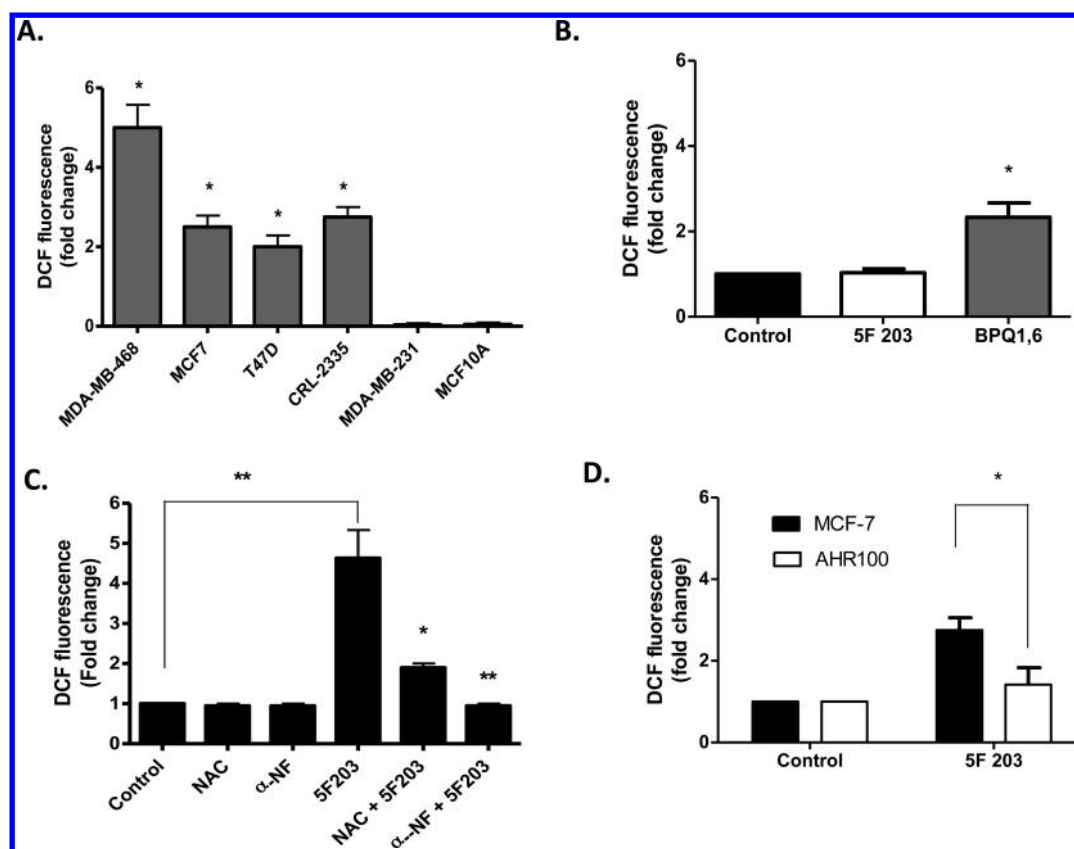 A.
DCF fluorescence
(fold change)
6
4
2
0
*
*
*
*
MDA-MB-468
MCF7
T47D
CRL-2335
MDA-MB-231
MCF10A
B.
DCF fluorescence
(fold change)
6
4
2
0
*
Control
5F 203
BPQ1,6
C.
DCF fluorescence
(Fold change)
6
5
4
3
2
1
0
**
*
**
Control
NAC
α-NF
5F203
NAC + 5F203
α--NF + 5F203
D.
DCF fluorescence
(fold change)
6
4
2
0
MCF-7
AHR100
*
Control
5F 203